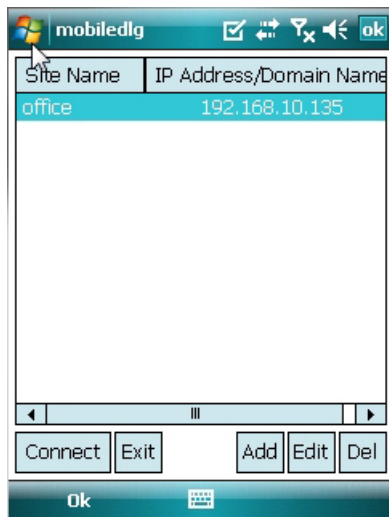 mobiledlg ok
Site Name IP Address/Domain Name
office 192.168.10.135
Connect Exit Add Edit Del
Ok